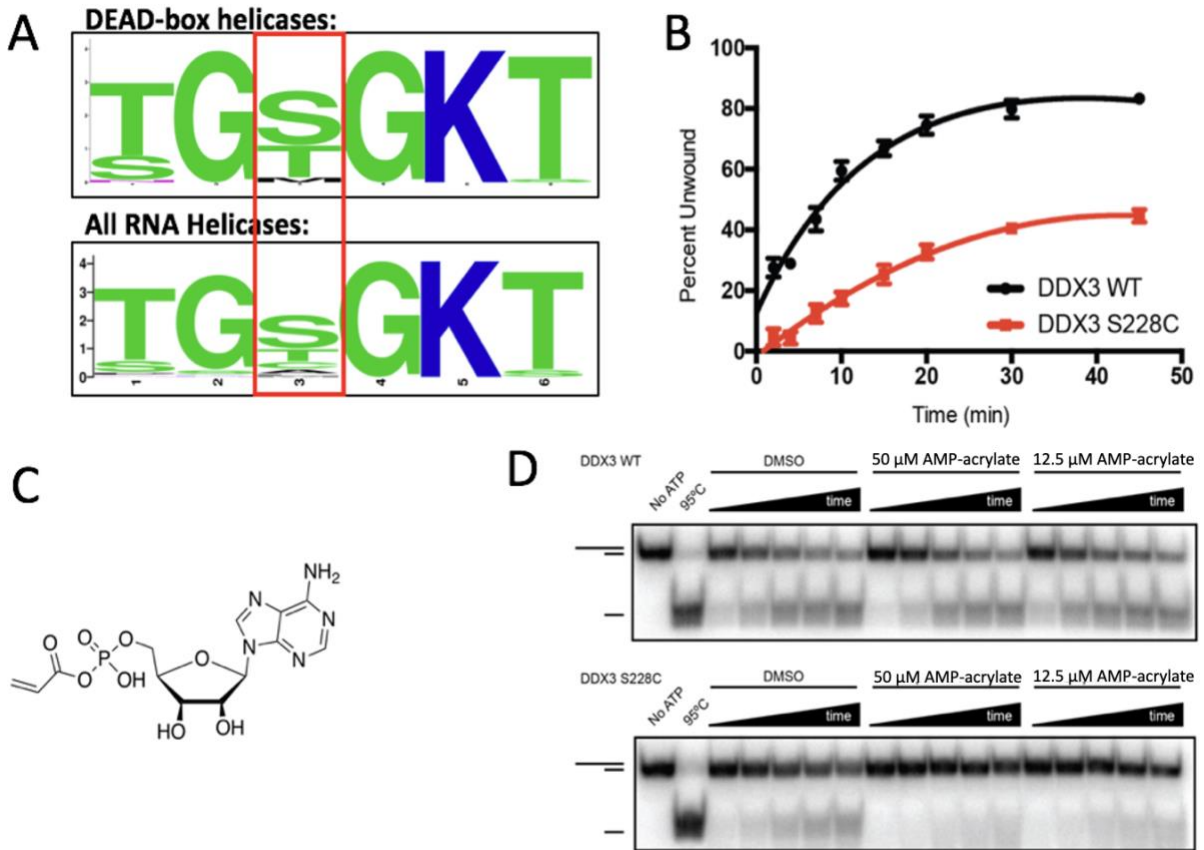 A
DEAD-box helicases:
T G S G K T
S T
All RNA Helicases:
4
3
2
1
0
T G S G K T
S T S
1 2 3 4 5 6
B
100
80
60
40
20
0
Percent Unwound
DDX3 WT
DDX3 S228C
0 10 20 30 40 50
Time (min)
C
NH2
N N
N N
O O O O
P
O OH
HO OH
D
DDX3 WT
No ATP 95ºC DMSO 50 µM AMP-acrylate 12.5 µM AMP-acrylate
time time time
DDX3 S228C
No ATP 95ºC DMSO 50 µM AMP-acrylate 12.5 µM AMP-acrylate
time time time